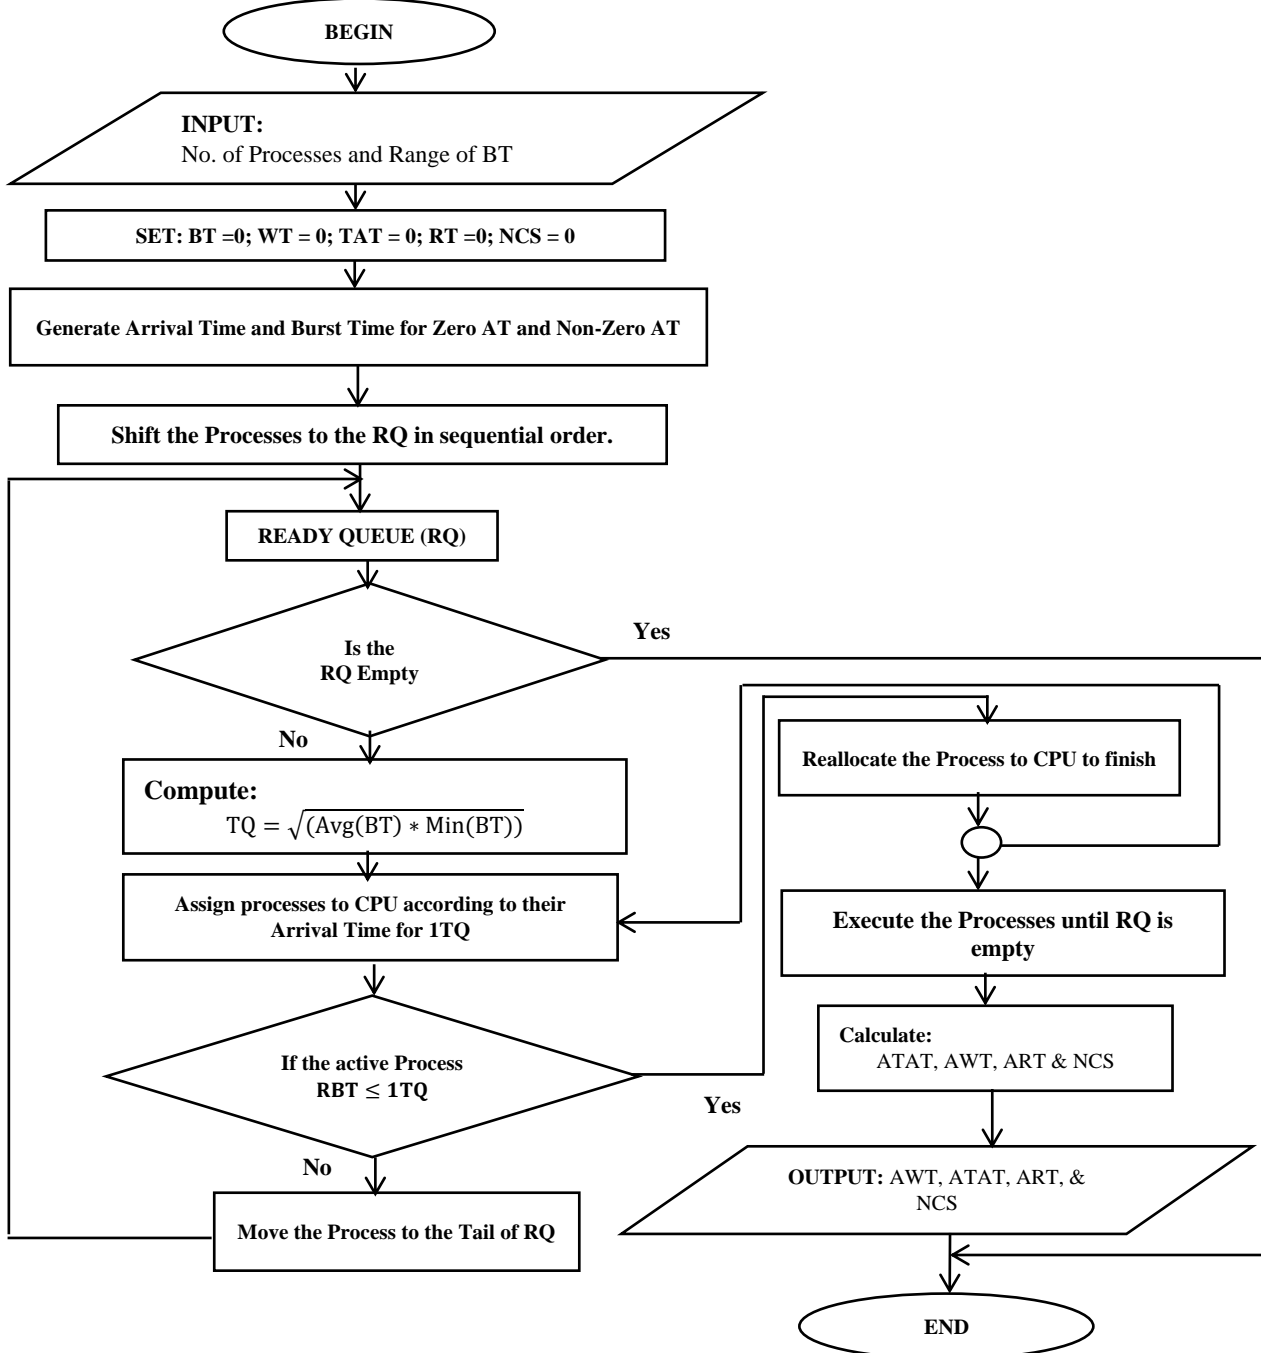 BEGIN
INPUT:
No. of Processes and Range of BT
SET: BT =0; WT = 0; TAT = 0; RT =0; NCS = 0
Generate Arrival Time and Burst Time for Zero AT and Non-Zero AT
Shift the Processes to the RQ in sequential order.
READY QUEUE (RQ)
Is the
RQ Empty
Yes
No
Compute:
TQ = √(Avg(BT) ∗ Min(BT))
Assign processes to CPU according to their
Arrival Time for 1TQ
If the active Process
RBT ≤ 1TQ
Yes
No
Move the Process to the Tail of RQ
Reallocate the Process to CPU to finish
Execute the Processes until RQ is
empty
Calculate:
ATAT, AWT, ART & NCS
OUTPUT: AWT, ATAT, ART, &
NCS
END